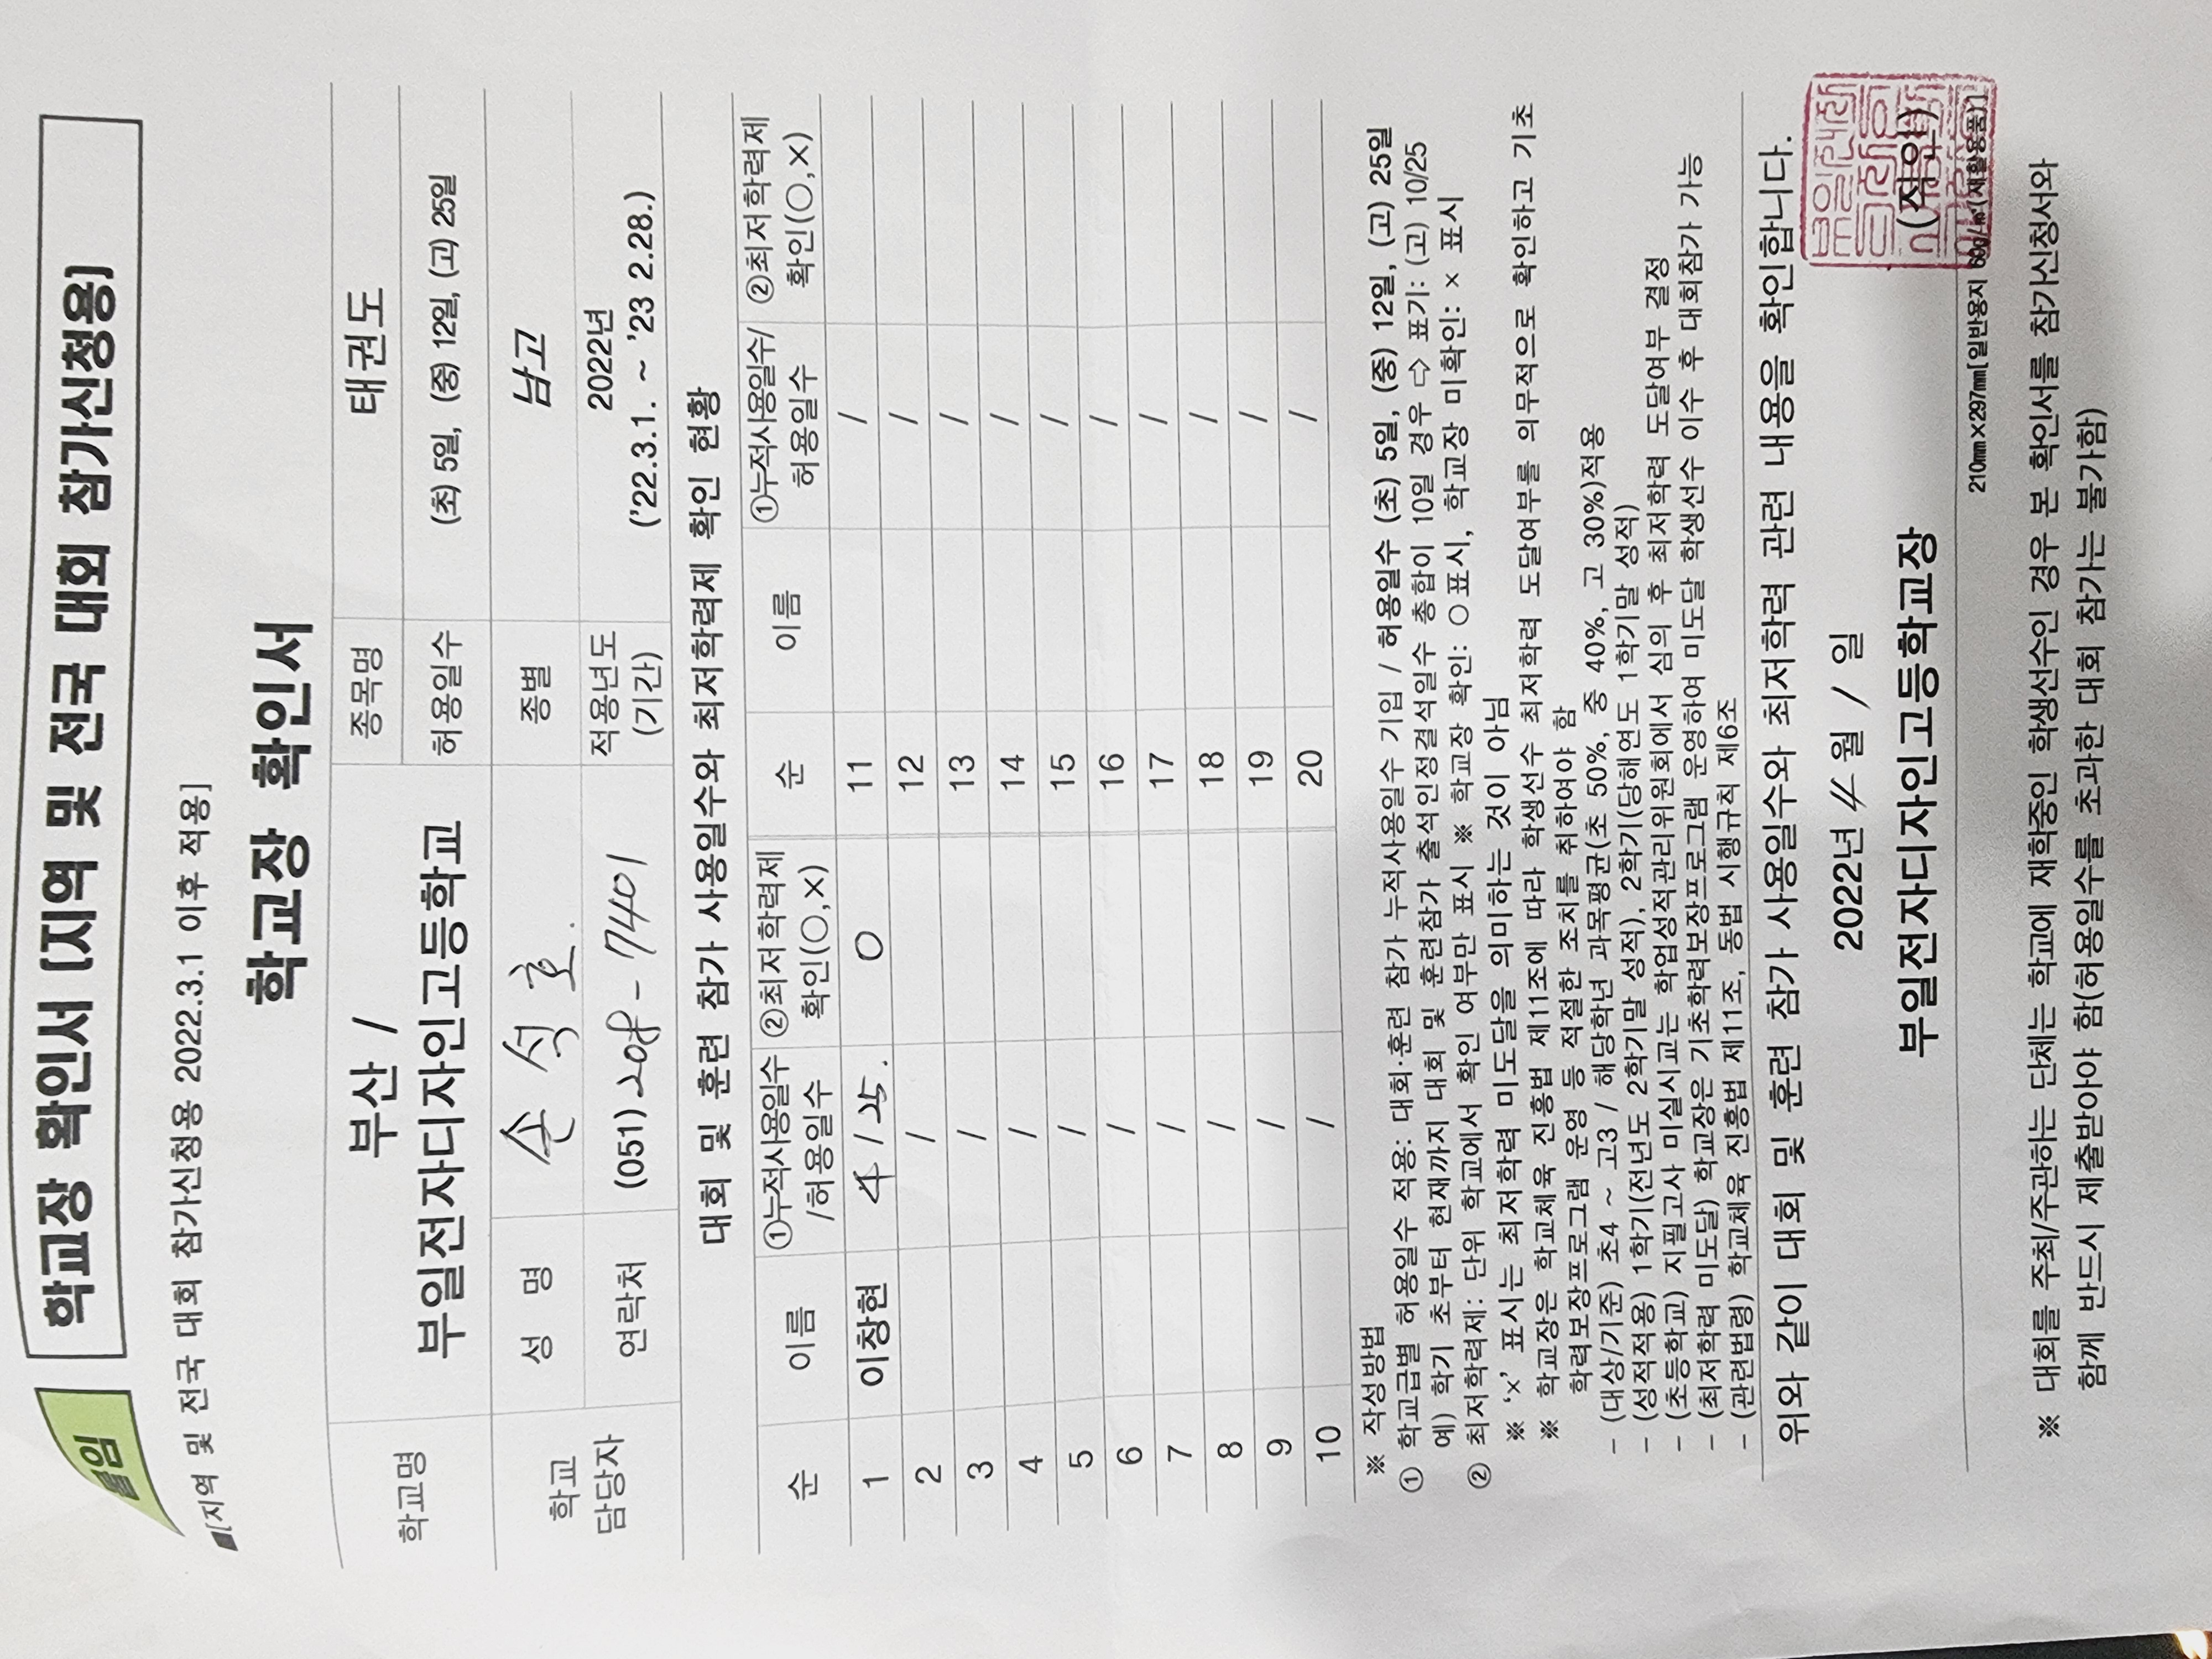 붙임
학교장 확인서 [지역 및 전국 대회 참가신청용]
■[지역 및 전국 대회 참가신청용 2022.3.1 이후 적용]
학교장 확인서
학교명 부산 / 부일전자디자인고등학교 종목명 태권도
허용일수 (초) 5일, (중) 12일, (고) 25일
학교 담당자 성 명 손석호. 종별 남고
연락처 (051) 208-7401 적용년도 (기간) 2022년 ('22.3.1. ~ '23 2.28.)
대회 및 훈련 참가 사용일수와 최저학력제 확인 현황
순 이름 ①누적사용일수/허용일수 ②최저학력제 확인(○,×) 순 이름 ①누적사용일수/허용일수 ②최저학력제 확인(○,×)
1 이창현 4/25. ○ 11 /
2 / 12 /
3 / 13 /
4 / 14 /
5 / 15 /
6 / 16 /
7 / 17 /
8 / 18 /
9 / 19 /
10 / 20 /
※ 작성방법
① 학교급별 허용일수 적용: 대회·훈련 참가 누적사용일수 기입 / 허용일수 (초) 5일, (중) 12일, (고) 25일
예) 학기 초부터 현재까지 대회 및 훈련참가 출석인정결석일수 총합이 10일 경우 ⇨ 표기: (고) 10/25
② 최저학력제: 단위 학교에서 확인 여부만 표시 ※ 학교장 확인: ○표시, 학교장 미확인: × 표시
※ '×' 표시는 최저학력 미도달을 의미하는 것이 아님
※ 학교장은 학교체육 진흥법 제11조에 따라 학생선수 최저학력 도달여부를 의무적으로 확인하고 기초
학력보장프로그램 운영 등 적절한 조치를 취하여야 함
- (대상/기준) 초4 ~ 고3 / 해당학년 과목평균(초 50%, 중 40%, 고 30%)적용
- (성적적용) 1학기(전년도 2학기말 성적), 2학기(당해연도 1학기말 성적)
- (초등학교) 지필고사 미실시교는 학업성적관리위원회에서 심의 후 최저학력 도달여부 결정
- (최저학력 미도달) 학교장은 기초학력보장프로그램 운영하여 미도달 학생선수 이수 후 대회참가 가능
- (관련법령) 학교체육 진흥법 제11조, 동법 시행규칙 제6조
위와 같이 대회 및 훈련 참가 사용일수와 최저학력 관련 내용을 확인합니다.
2022년 4월 1일
부일전자디자인고등학교장 (직인)
210㎜×297㎜[일반용지 60g/㎡(재활용품)]
※ 대회를 주최/주관하는 단체는 학교에 재학중인 학생선수인 경우 본 확인서를 참가신청서와
함께 반드시 제출받아야 함(허용일수를 초과한 대회 참가는 불가함)